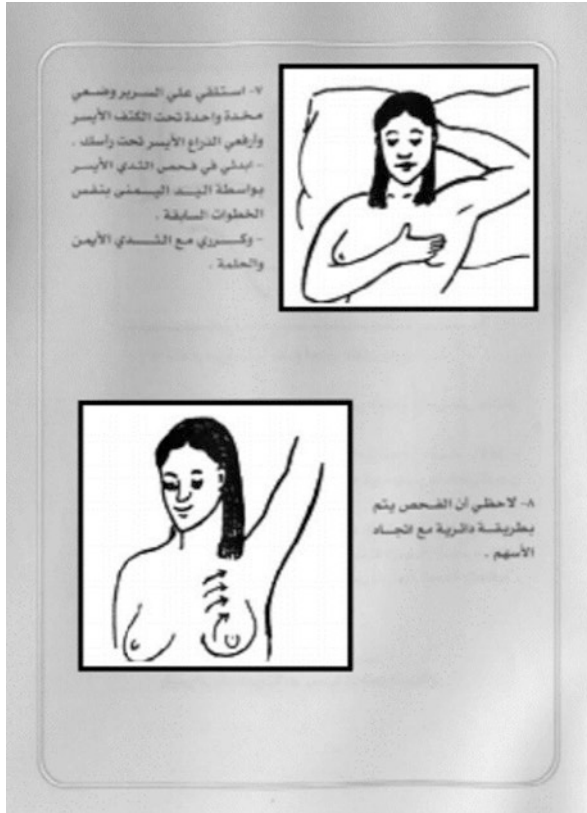 ٧- استلقي على السرير وضعي
مخدة واحدة تحت الكتف الأيسر
وأرفعي الذراع الأيسر تحت رأسك .
- ابدئي في فحص الثدي الأيسر
بواسطة اليد اليمنى بنفس
الخطوات السابقة .
- وكرري مع الثدي الأيمن
والحلمة .
٨- لاحظي أن الفحص يتم
بطريقة دائرية مع اتجاه
الأسهم .